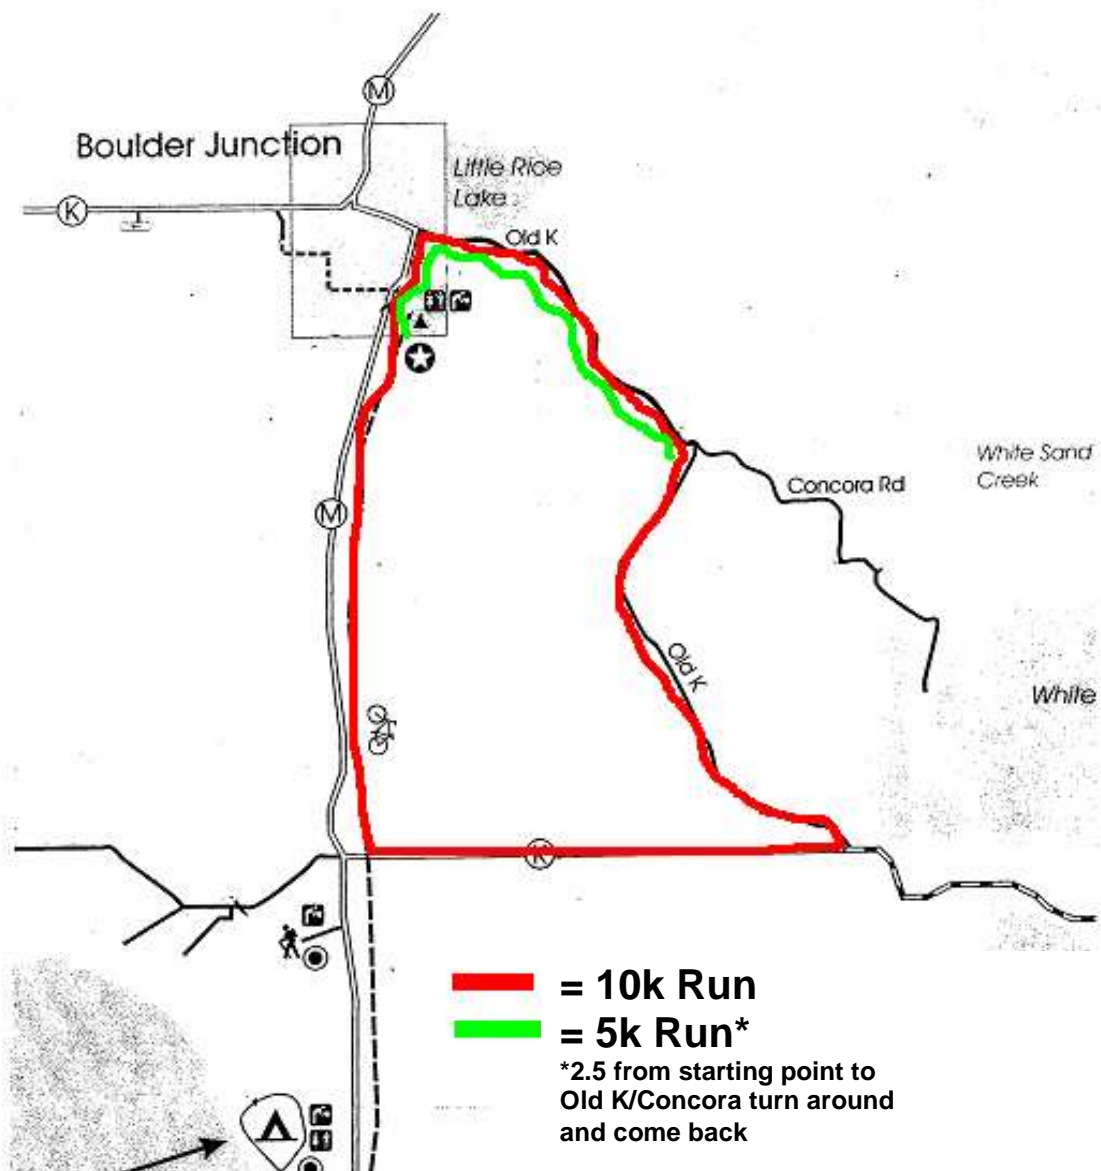 M
Boulder Junction
Little Rice
Lake
K
Old K
White Sand
Creek
Concora Rd
M
Old K
White
K
= 10k Run
= 5k Run*
*2.5 from starting point to
Old K/Concora turn around
and come back